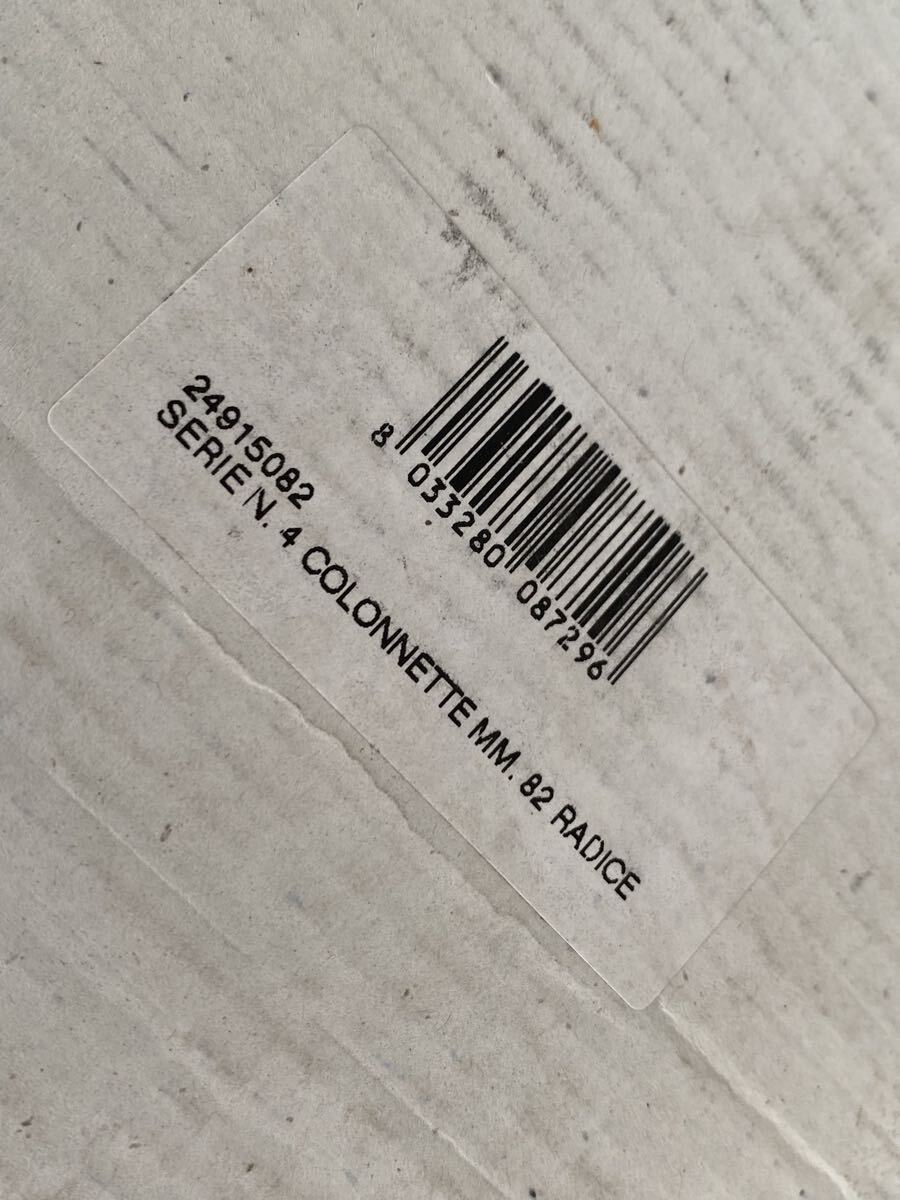 8 033280 087296
24915082
SERIE N. 4 COLONNETTE MM. 82 RADICE